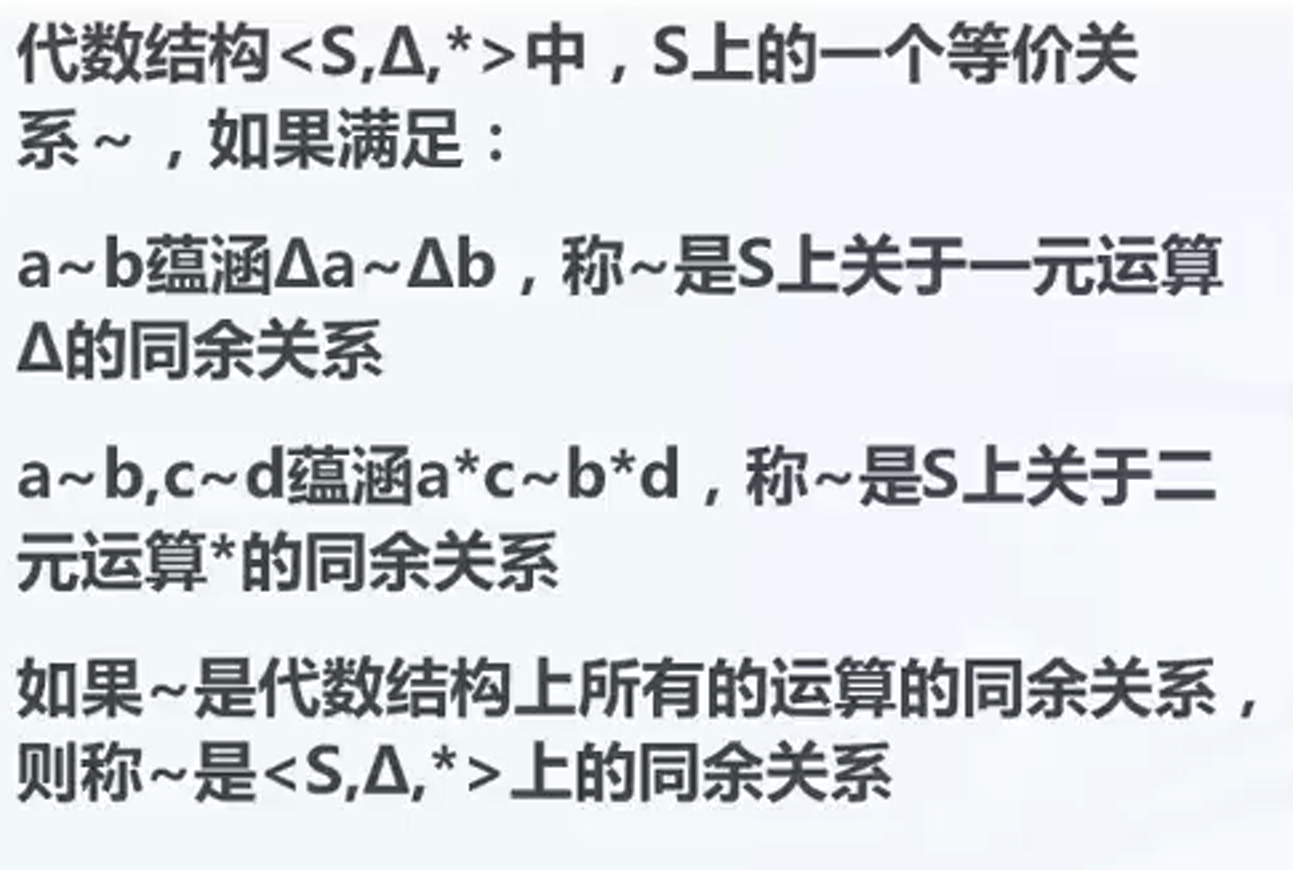 代数结构<S,Δ,*>中，S上的一个等价关
系~，如果满足：
a~b蕴涵Δa~Δb，称~是S上关于一元运算
Δ的同余关系
a~b,c~d蕴涵a*c~b*d，称~是S上关于二
元运算*的同余关系
如果~是代数结构上所有的运算的同余关系，
则称~是<S,Δ,*>上的同余关系